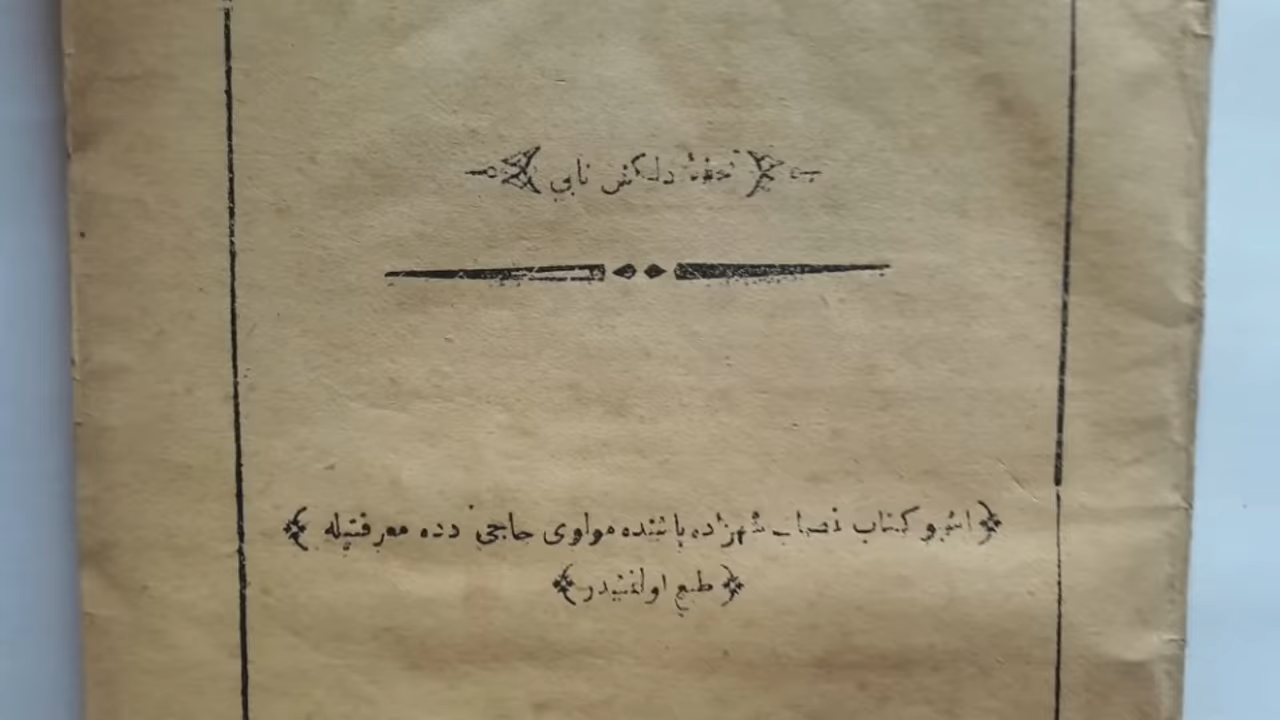 تحفهٔ دلکش نابی
اشبو کتاب نصاب شهزاده باشنده مولوی حاجی دده معرفتیله
طبع اولنمشدر